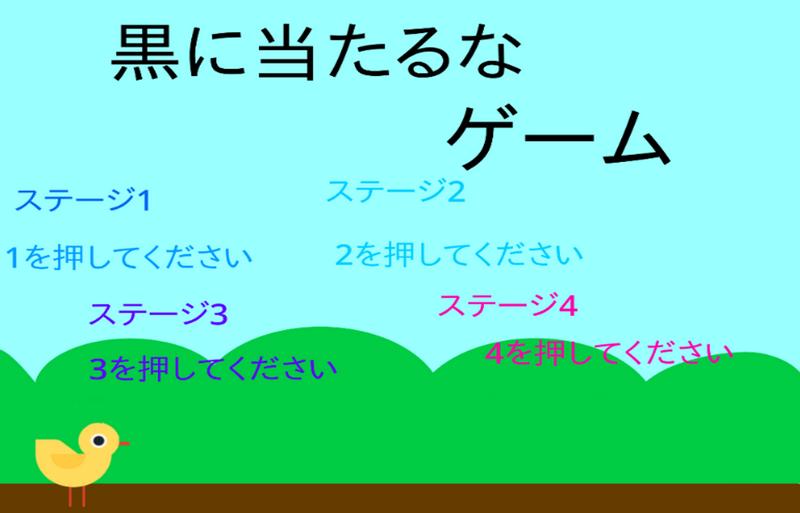 黒に当たるな
ゲーム
ステージ1
ステージ2
1を押してください
2を押してください
ステージ3
ステージ4
3を押してください
4を押してください